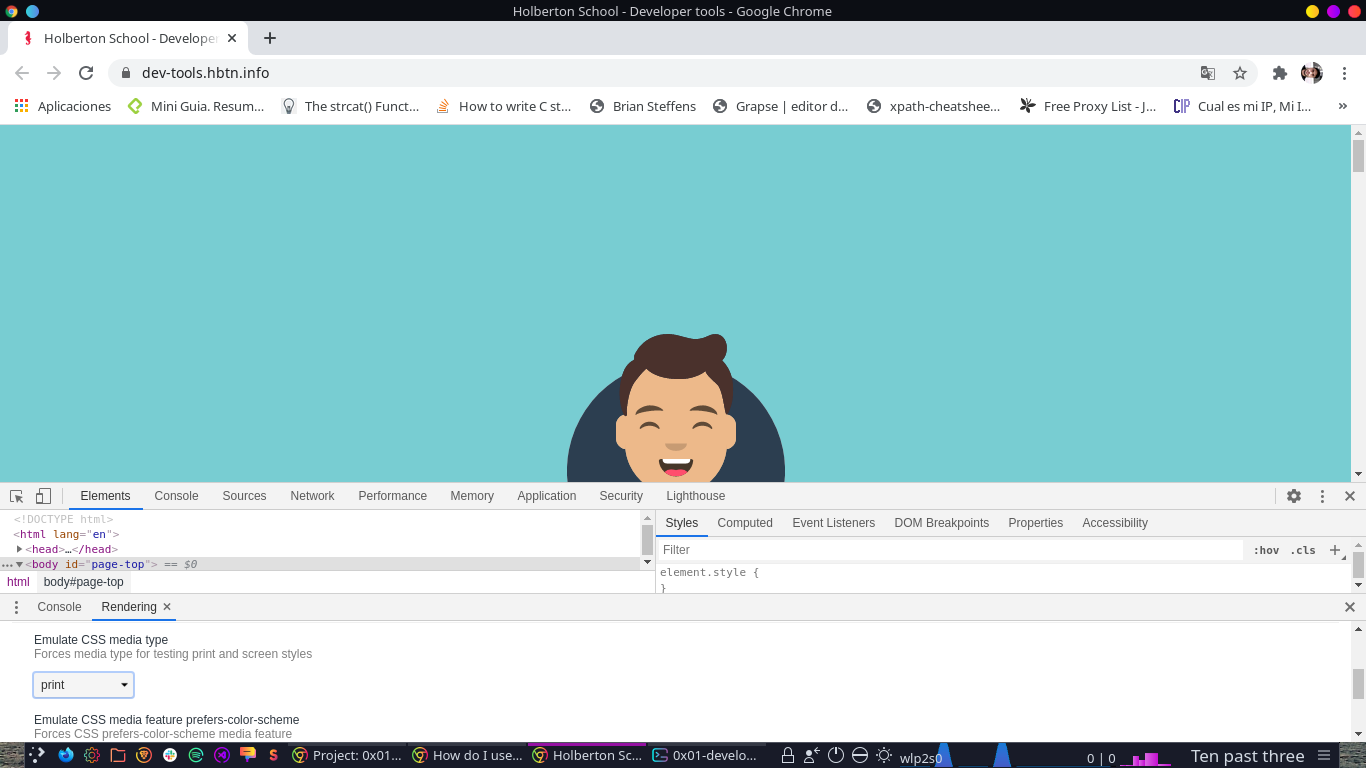 Holberton School - Developer tools - Google Chrome
Holberton School - Develope
dev-tools.hbtn.info
Aplicaciones Mini Guia. Resum... The strcat() Funct... How to write C st... Brian Steffens Grapse | editor d... xpath-cheatshee... Free Proxy List - J... Cual es mi IP, Mi I... »
Elements Console Sources Network Performance Memory Application Security Lighthouse
<!DOCTYPE html>
<html lang="en">
<head>…</head>
<body id="page-top"> == $0
html body#page-top
Styles Computed Event Listeners DOM Breakpoints Properties Accessibility
Filter :hov .cls +
element.style {
}
Console Rendering
Emulate CSS media type
Forces media type for testing print and screen styles
print
Emulate CSS media feature prefers-color-scheme
Forces CSS prefers-color-scheme media feature
Project: 0x01... How do I use... Holberton Sc... 0x01-develo... wlp2s0 0 | 0 Ten past three